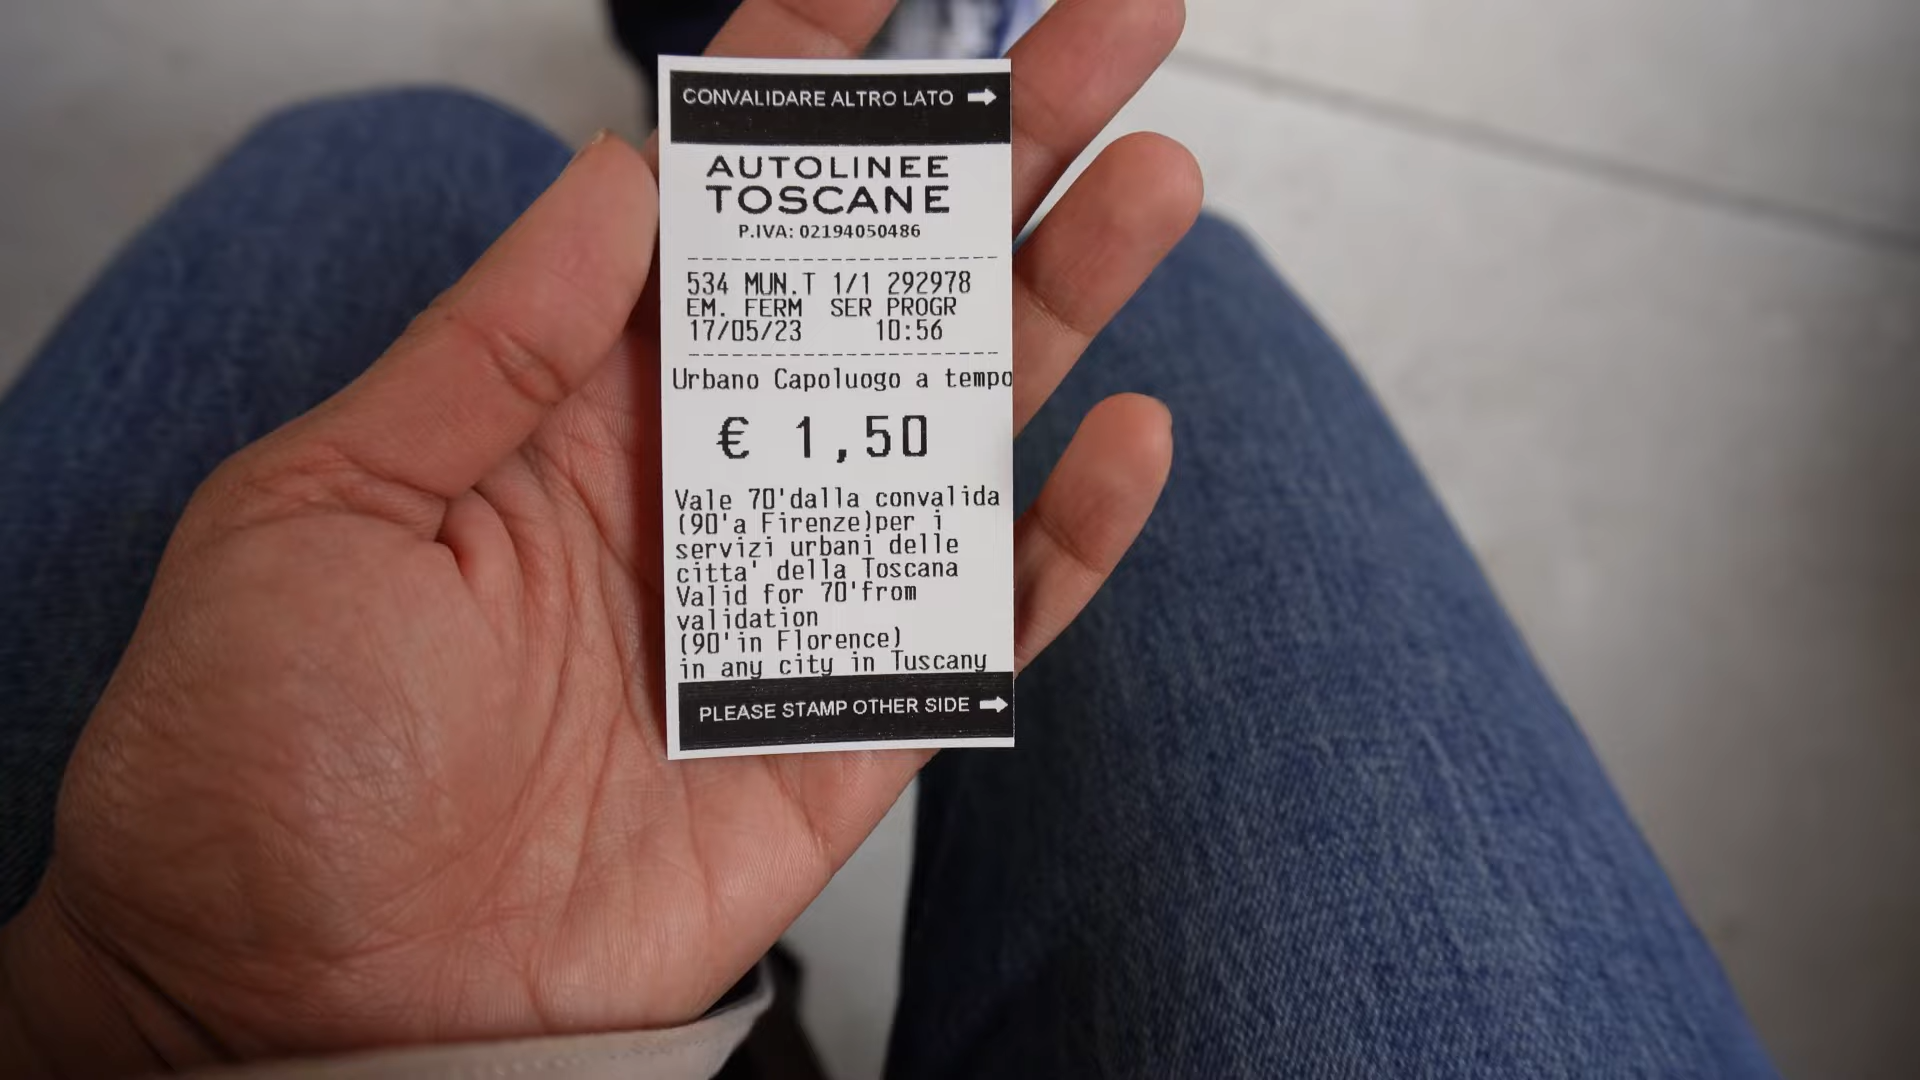 CONVALIDARE ALTRO LATO
AUTOLINEE
TOSCANE
P.IVA: 02194050486
534 MUN.T 1/1 292978
EM. FERM SER PROGR
17/05/23 10:56
Urbano Capoluogo a tempo
€ 1,50
Vale 70'dalla convalida
(90'a Firenze)per i
servizi urbani delle
citta' della Toscana
Valid for 70'from
validation
(90'in Florence)
in any city in Tuscany
PLEASE STAMP OTHER SIDE